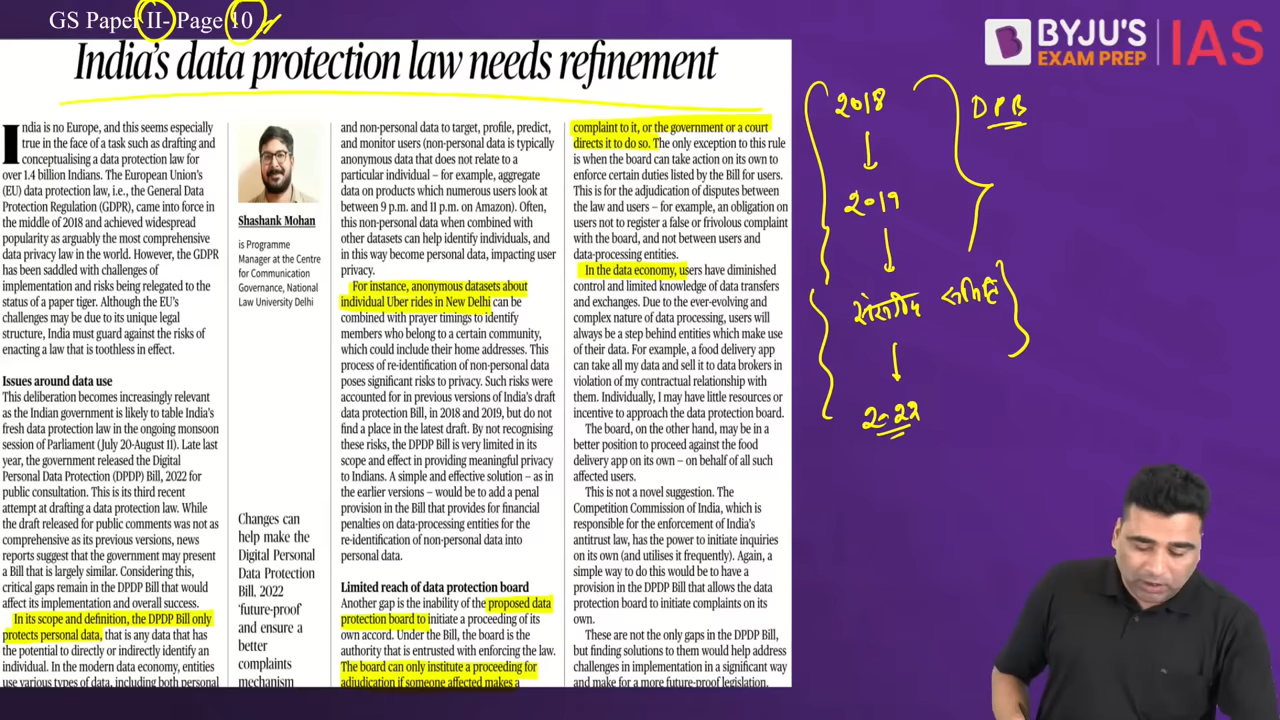 GS Paper II- Page 10
India's data protection law needs refinement
India is no Europe, and this seems especially
true in the face of a task such as drafting and
conceptualising a data protection law for
over 1.4 billion Indians. The European Union's
(EU) data protection law, i.e., the General Data
Protection Regulation (GDPR), came into force in
the middle of 2018 and achieved widespread
popularity as arguably the most comprehensive
data privacy law in the world. However, the GDPR
has been saddled with challenges of
implementation and risks being relegated to the
status of a paper tiger. Although the EU's
challenges may be due to its unique legal
structure, India must guard against the risks of
enacting a law that is toothless in effect.
Issues around data use
This deliberation becomes increasingly relevant
as the Indian government is likely to table India's
fresh data protection law in the ongoing monsoon
session of Parliament (July 20-August 11). Late last
year, the government released the Digital
Personal Data Protection (DPDP) Bill, 2022 for
public consultation. This is its third recent
attempt at drafting a data protection law. While
the draft released for public comments was not as
comprehensive as its previous versions, news
reports suggest that the government may present
a Bill that is largely similar. Considering this,
critical gaps remain in the DPDP Bill that would
affect its implementation and overall success.
In its scope and definition, the DPDP Bill only
protects personal data, that is any data that has
the potential to directly or indirectly identify an
individual. In the modern data economy, entities
use various types of data, including both personal
Shashank Mohan
is Programme
Manager at the Centre
for Communication
Governance, National
Law University Delhi
Changes can
help make the
Digital Personal
Data Protection
Bill, 2022
'future-proof'
and ensure a
better
complaints
mechanism
and non-personal data to target, profile, predict,
and monitor users (non-personal data is typically
anonymous data that does not relate to a
particular individual – for example, aggregate
data on products which numerous users look at
between 9 p.m. and 11 p.m. on Amazon). Often,
this non-personal data when combined with
other datasets can help identify individuals, and
in this way become personal data, impacting user
privacy.
For instance, anonymous datasets about
individual Uber rides in New Delhi can be
combined with prayer timings to identify
members who belong to a certain community,
which could include their home addresses. This
process of re-identification of non-personal data
poses significant risks to privacy. Such risks were
accounted for in previous versions of India's draft
data protection Bill, in 2018 and 2019, but do not
find a place in the latest draft. By not recognising
these risks, the DPDP Bill is very limited in its
scope and effect in providing meaningful privacy
to Indians. A simple and effective solution – as in
the earlier versions – would be to add a penal
provision in the Bill that provides for financial
penalties on data-processing entities for the
re-identification of non-personal data into
personal data.
Limited reach of data protection board
Another gap is the inability of the proposed data
protection board to initiate a proceeding of its
own accord. Under the Bill, the board is the
authority that is entrusted with enforcing the law.
The board can only institute a proceeding for
adjudication if someone affected makes a
complaint to it, or the government or a court
directs it to do so. The only exception to this rule
is when the board can take action on its own to
enforce certain duties listed by the Bill for users.
This is for the adjudication of disputes between
the law and users – for example, an obligation on
users not to register a false or frivolous complaint
with the board, and not between users and
data-processing entities.
In the data economy, users have diminished
control and limited knowledge of data transfers
and exchanges. Due to the ever-evolving and
complex nature of data processing, users will
always be a step behind entities which make use
of their data. For example, a food delivery app
can take all my data and sell it to data brokers in
violation of my contractual relationship with
them. Individually, I may have little resources or
incentive to approach the data protection board.
The board, on the other hand, may be in a
better position to proceed against the food
delivery app on its own – on behalf of all such
affected users.
This is not a novel suggestion. The
Competition Commission of India, which is
responsible for the enforcement of India's
antitrust law, has the power to initiate inquiries
on its own (and utilises it frequently). Again, a
simple way to do this would be to have a
provision in the DPDP Bill that allows the data
protection board to initiate complaints on its
own.
These are not the only gaps in the DPDP Bill,
but finding solutions to them would help address
challenges in implementation in a significant way
and make for a more future-proof legislation.
2018
DPB
2019
संसदीय समिति
2022
BYJU'S
EXAM PREP
IAS